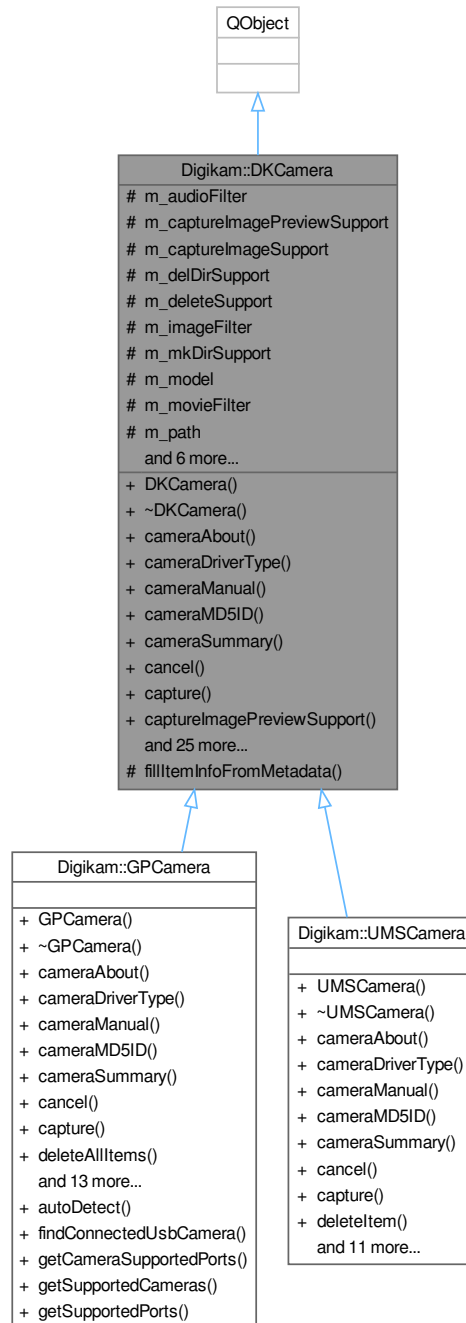 QObject
Digikam::DKCamera
# m_audioFilter
# m_captureImagePreviewSupport
# m_captureImageSupport
# m_delDirSupport
# m_deleteSupport
# m_imageFilter
# m_mkDirSupport
# m_model
# m_movieFilter
# m_path
and 6 more...
+ DKCamera()
+ ~DKCamera()
+ cameraAbout()
+ cameraDriverType()
+ cameraManual()
+ cameraMD5ID()
+ cameraSummary()
+ cancel()
+ capture()
+ captureImagePreviewSupport()
and 25 more...
# fillItemInfoFromMetadata()
Digikam::GPCamera
+ GPCamera()
+ ~GPCamera()
+ cameraAbout()
+ cameraDriverType()
+ cameraManual()
+ cameraMD5ID()
+ cameraSummary()
+ cancel()
+ capture()
+ deleteAllItems()
and 13 more...
+ autoDetect()
+ findConnectedUsbCamera()
+ getCameraSupportedPorts()
+ getSupportedCameras()
+ getSupportedPorts()
Digikam::UMSCamera
+ UMSCamera()
+ ~UMSCamera()
+ cameraAbout()
+ cameraDriverType()
+ cameraManual()
+ cameraMD5ID()
+ cameraSummary()
+ cancel()
+ capture()
+ deleteItem()
and 11 more...